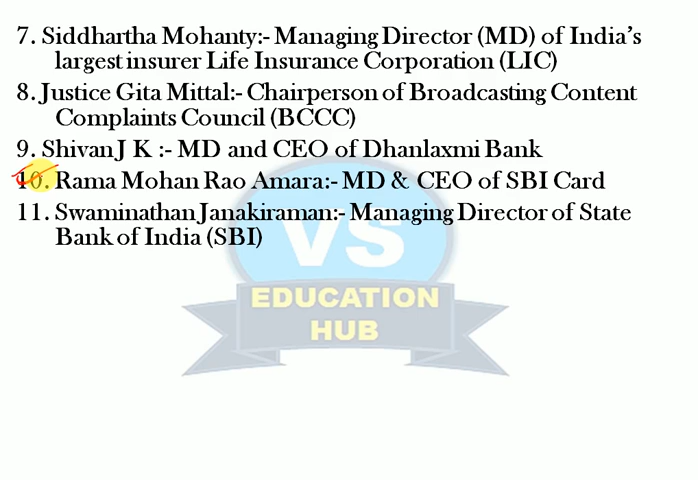 7. Siddhartha Mohanty:- Managing Director (MD) of India's
largest insurer Life Insurance Corporation (LIC)
8. Justice Gita Mittal:- Chairperson of Broadcasting Content
Complaints Council (BCCC)
9. Shivan J K :- MD and CEO of Dhanlaxmi Bank
10. Rama Mohan Rao Amara:- MD & CEO of SBI Card
11. Swaminathan Janakiraman:- Managing Director of State
Bank of India (SBI)
VS
EDUCATION
HUB